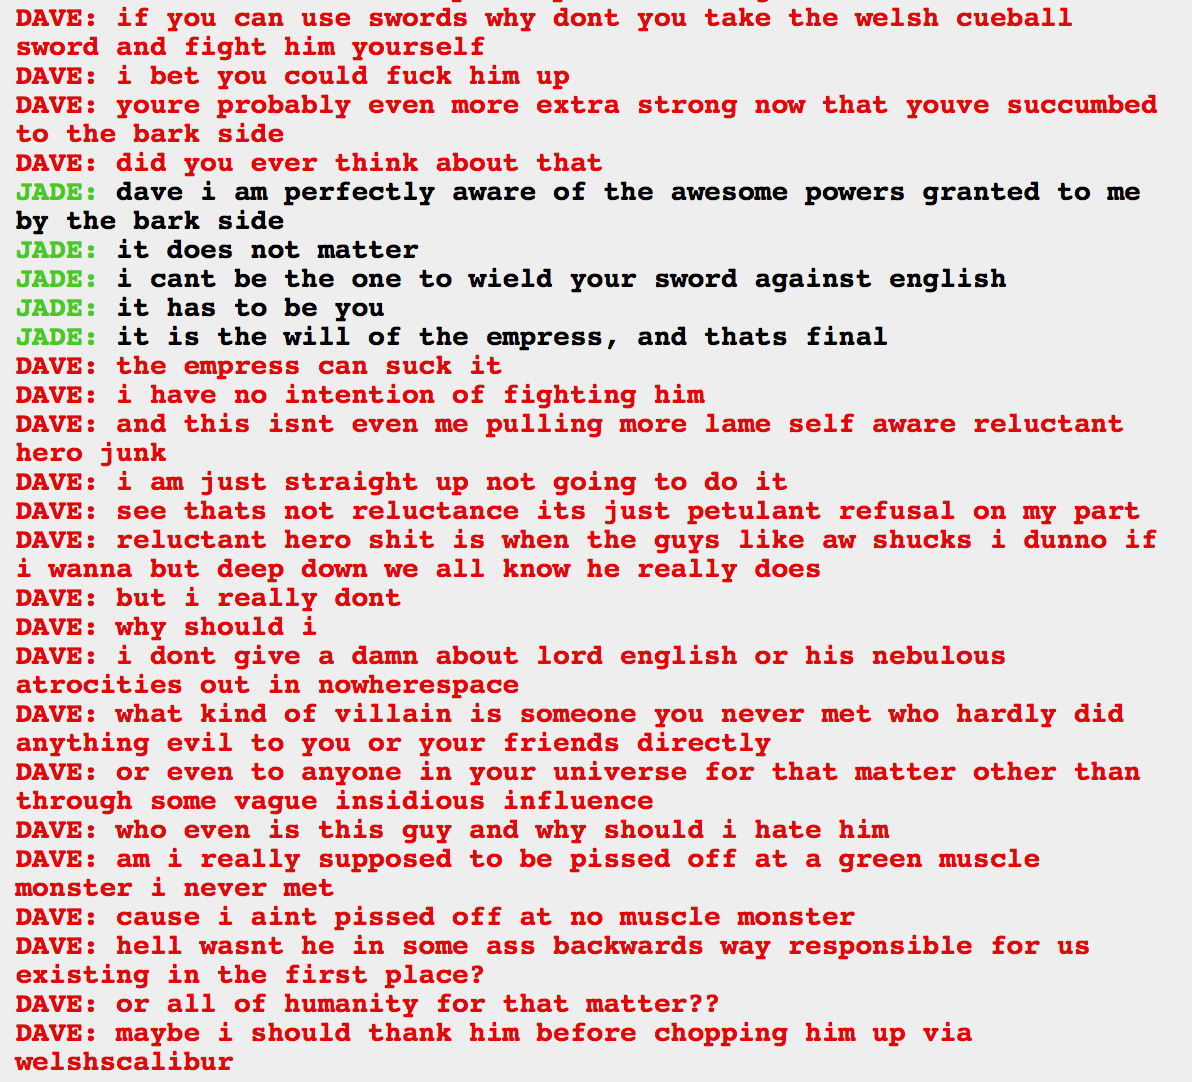 DAVE: if you can use swords why dont you take the welsh cueball
sword and fight him yourself
DAVE: i bet you could fuck him up
DAVE: youre probably even more extra strong now that youve succumbed
to the bark side
DAVE: did you ever think about that
JADE: dave i am perfectly aware of the awesome powers granted to me
by the bark side
JADE: it does not matter
JADE: i cant be the one to wield your sword against english
JADE: it has to be you
JADE: it is the will of the empress, and thats final
DAVE: the empress can suck it
DAVE: i have no intention of fighting him
DAVE: and this isnt even me pulling more lame self aware reluctant
hero junk
DAVE: i am just straight up not going to do it
DAVE: see thats not reluctance its just petulant refusal on my part
DAVE: reluctant hero shit is when the guys like aw shucks i dunno if
i wanna but deep down we all know he really does
DAVE: but i really dont
DAVE: why should i
DAVE: i dont give a damn about lord english or his nebulous
atrocities out in nowherespace
DAVE: what kind of villain is someone you never met who hardly did
anything evil to you or your friends directly
DAVE: or even to anyone in your universe for that matter other than
through some vague insidious influence
DAVE: who even is this guy and why should i hate him
DAVE: am i really supposed to be pissed off at a green muscle
monster i never met
DAVE: cause i aint pissed off at no muscle monster
DAVE: hell wasnt he in some ass backwards way responsible for us
existing in the first place?
DAVE: or all of humanity for that matter??
DAVE: maybe i should thank him before chopping him up via
welshscalibur